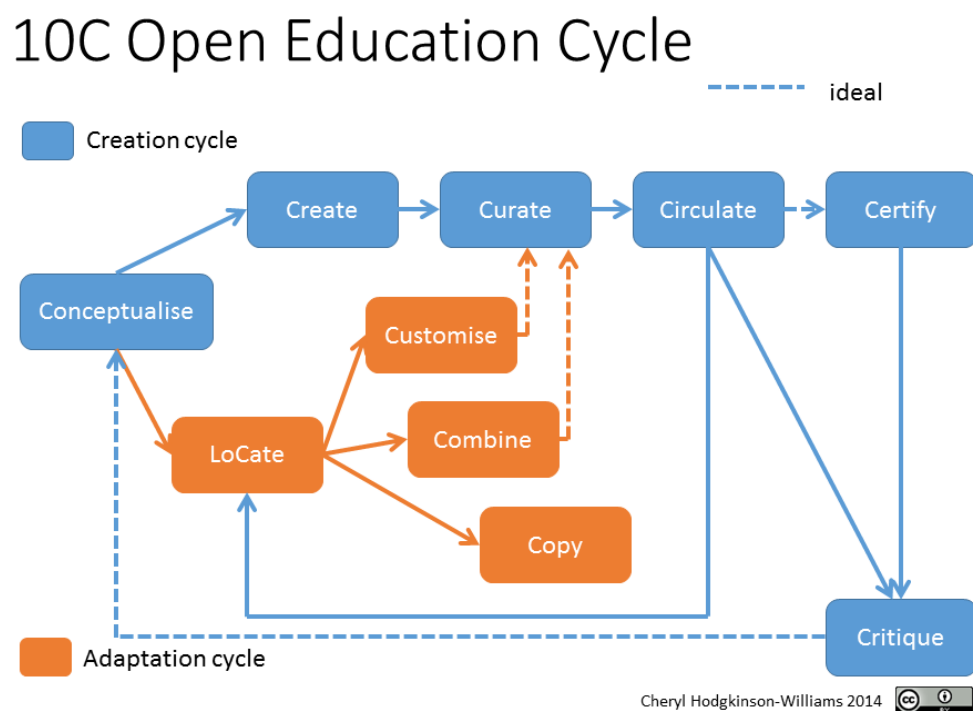 10C Open Education Cycle
ideal
Creation cycle
Create
Curate
Circulate
Certify
Conceptualise
Customise
Combine
LoCate
Copy
Critique
Adaptation cycle
Cheryl Hodgkinson-Williams 2014
cc